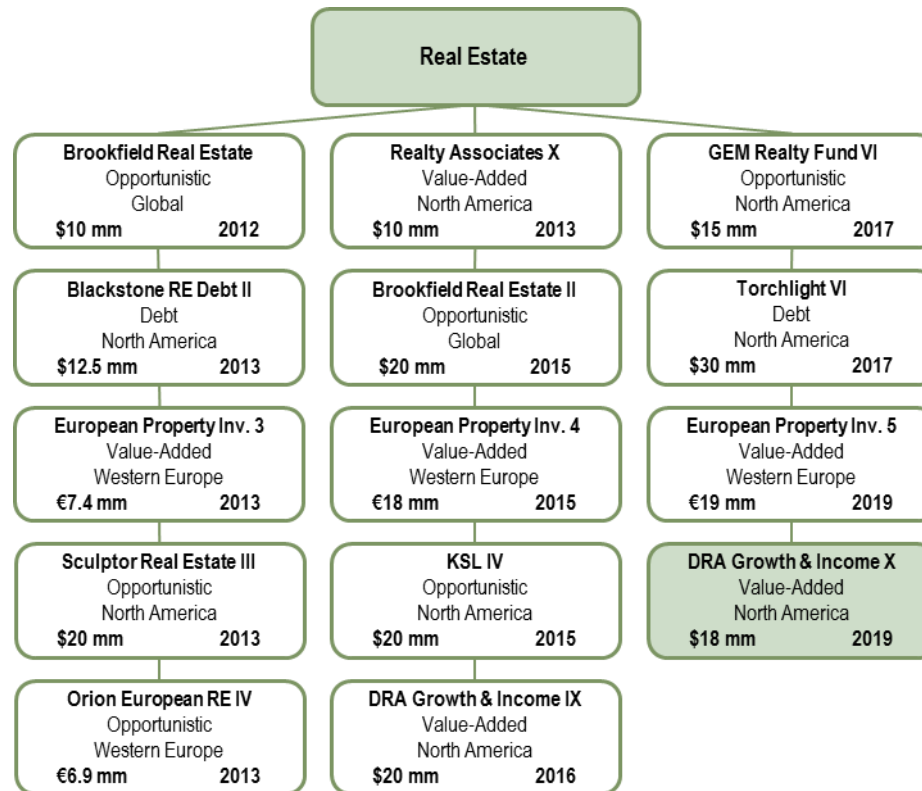 Real Estate
Brookfield Real Estate
Opportunistic
Global
$10 mm 2012
Blackstone RE Debt II
Debt
North America
$12.5 mm 2013
European Property Inv. 3
Value-Added
Western Europe
€7.4 mm 2013
Sculptor Real Estate III
Opportunistic
North America
$20 mm 2013
Orion European RE IV
Opportunistic
Western Europe
€6.9 mm 2013
Realty Associates X
Value-Added
North America
$10 mm 2013
Brookfield Real Estate II
Opportunistic
Global
$20 mm 2015
European Property Inv. 4
Value-Added
Western Europe
€18 mm 2015
KSL IV
Opportunistic
North America
$20 mm 2015
DRA Growth & Income IX
Value-Added
North America
$20 mm 2016
GEM Realty Fund VI
Opportunistic
North America
$15 mm 2017
Torchlight VI
Debt
North America
$30 mm 2017
European Property Inv. 5
Value-Added
Western Europe
€19 mm 2019
DRA Growth & Income X
Value-Added
North America
$18 mm 2019